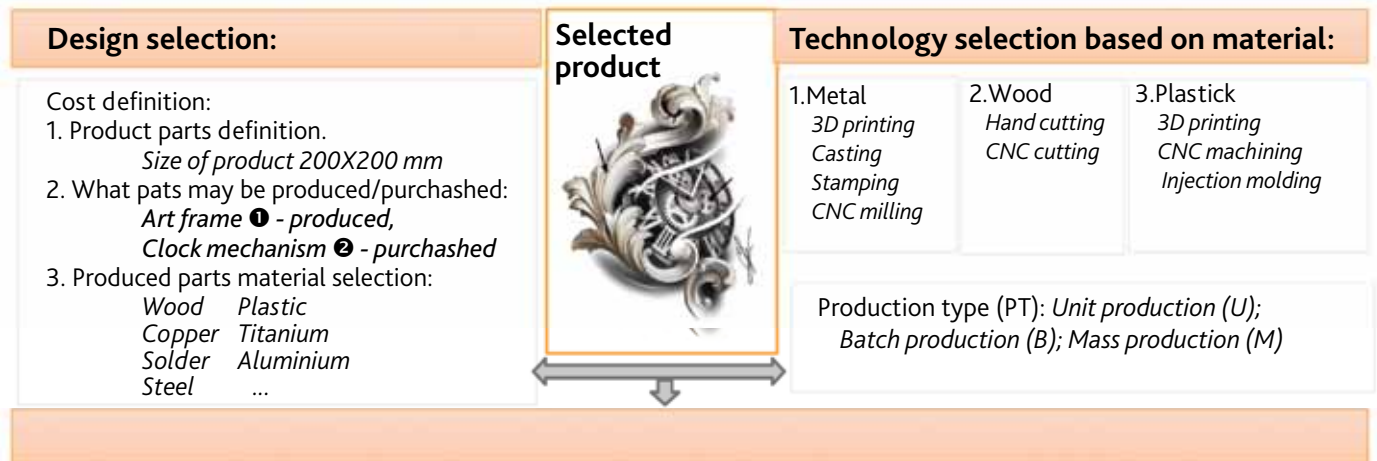 Design selection:
Cost definition:
1. Product parts definition.
Size of product 200X200 mm
2. What pats may be produced/purchashed:
Art frame ❶ - produced,
Clock mechanism ❷ - purchashed
3. Produced parts material selection:
Wood Plastic
Copper Titanium
Solder Aluminium
Steel ...
Selected
product
Technology selection based on material:
1.Metal
3D printing
Casting
Stamping
CNC milling
2.Wood
Hand cutting
CNC cutting
3.Plastick
3D printing
CNC machining
Injection molding
Production type (PT): Unit production (U);
Batch production (B); Mass production (M)